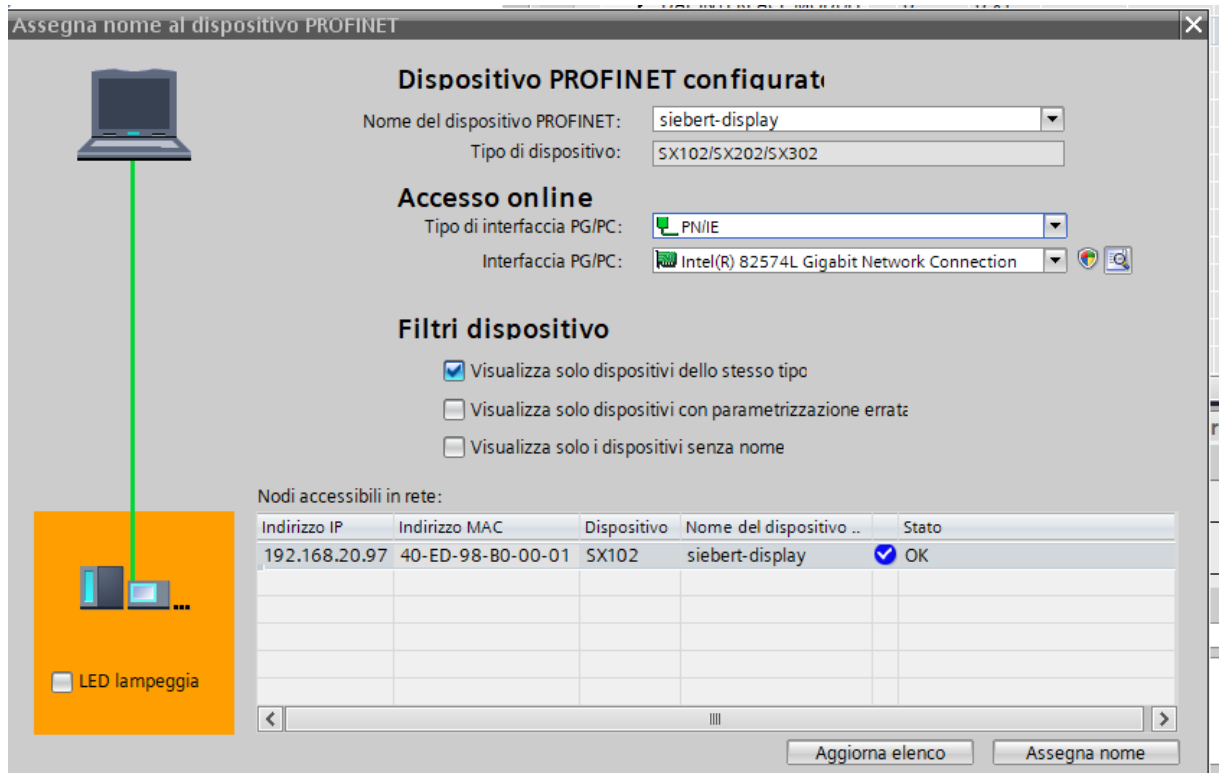 Assegna nome al dispositivo PROFINET
Dispositivo PROFINET configurat
Nome del dispositivo PROFINET: siebert-display
Tipo di dispositivo: SX102/SX202/SX302
Accesso online
Tipo di interfaccia PG/PC: PN/IE
Interfaccia PG/PC: Intel(R) 82574L Gigabit Network Connection
Filtri dispositivo
Visualizza solo dispositivi dello stesso tipo
Visualizza solo dispositivi con parametrizzazione errata
Visualizza solo i dispositivi senza nome
Nodi accessibili in rete:
Indirizzo IP Indirizzo MAC Dispositivo Nome del dispositivo .. Stato
192.168.20.97 40-ED-98-B0-00-01 SX102 siebert-display OK
LED lampeggia
Aggiorna elenco Assegna nome